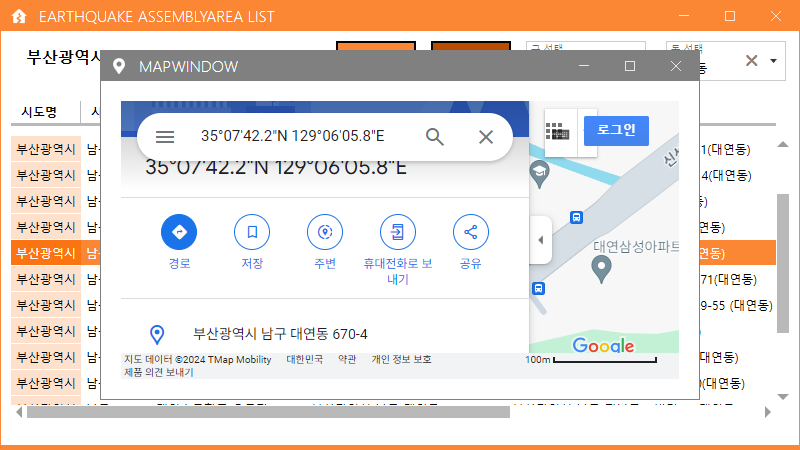 EARTHQUAKE ASSEMBLYAREA LIST
부산광역시
구 선택
동 선택
동
MAPWINDOW
시도명
35°07'42.2"N 129°06'05.8"E
로그인
35°07'42.2"N 129°06'05.8"E
신선
부산광역시 남구
1(대연동)
부산광역시
4(대연동)
부산광역시
연동)
부산광역시
연동)
부산광역시
연동)
부산광역시
71(대연동)
부산광역시
9-55 (대연동)
부산광역시
연동)
부산광역시
(대연동)
부산광역시
(대연동)
대연삼성아파트
경로
저장
주변
휴대전화로 보내기
공유
부산광역시 남구 대연동 670-4
Google
지도 데이터 ©2024 TMap Mobility 대한민국 약관 개인 정보 보호 100m
제품 의견 보내기